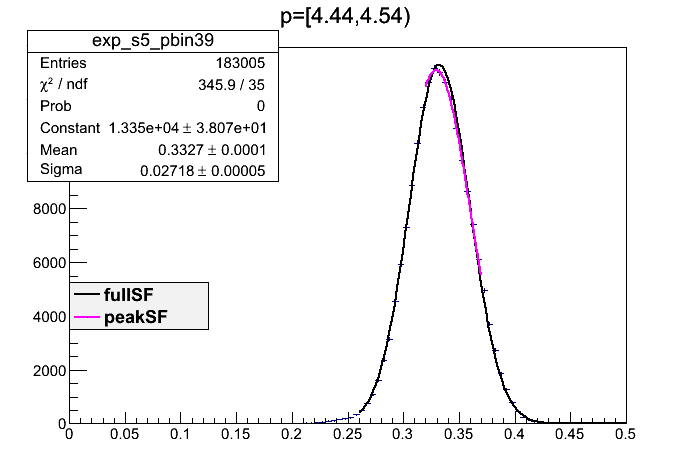 p=[4.44,4.54)
exp_s5_pbin39
Entries 183005
χ² / ndf 345.9 / 35
Prob 0
Constant 1.335e+04 ± 3.807e+01
Mean 0.3327 ± 0.0001
Sigma 0.02718 ± 0.00005
8000
6000
fullSF
4000
peakSF
2000
0
0 0.05 0.1 0.15 0.2 0.25 0.3 0.35 0.4 0.45 0.5